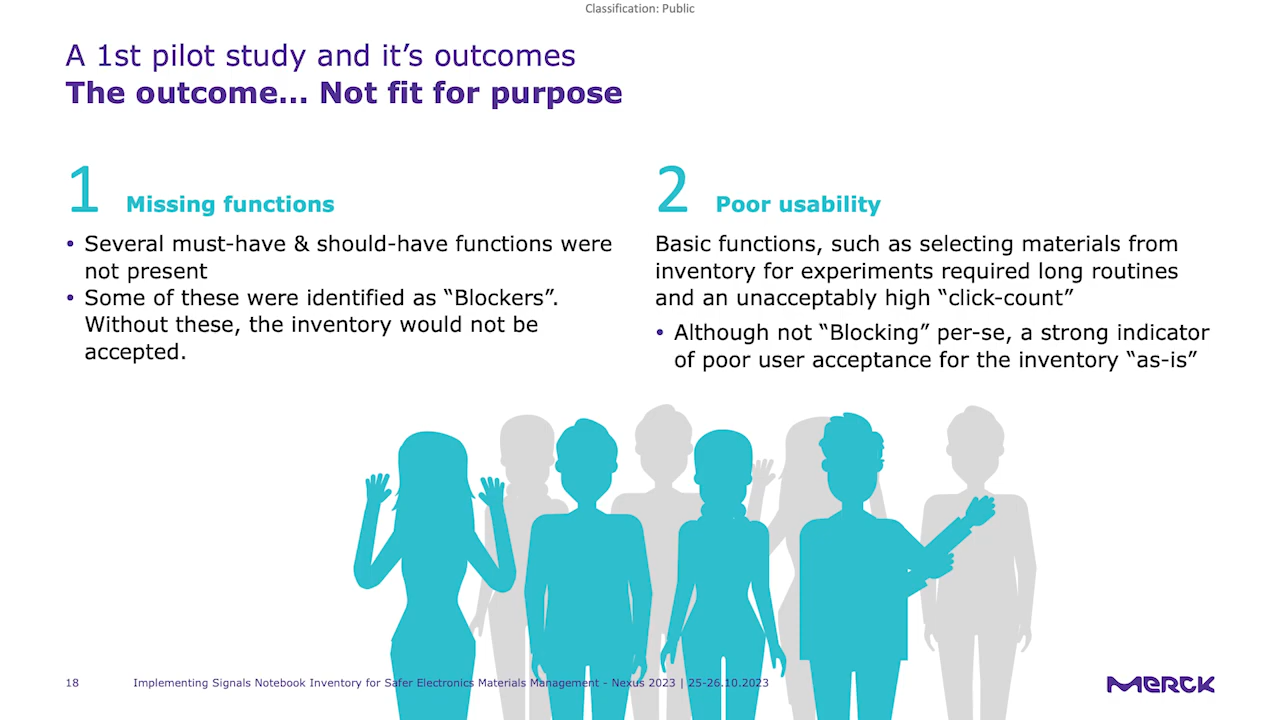 Classification: Public
A 1st pilot study and it’s outcomes
The outcome... Not fit for purpose
1 Missing functions
• Several must-have & should-have functions were
not present
• Some of these were identified as “Blockers”.
Without these, the inventory would not be
accepted.
2 Poor usability
Basic functions, such as selecting materials from
inventory for experiments required long routines
and an unacceptably high “click-count”
• Although not “Blocking” per-se, a strong indicator
of poor user acceptance for the inventory “as-is”
18 Implementing Signals Notebook Inventory for Safer Electronics Materials Management - Nexus 2023 | 25-26.10.2023
MERCK